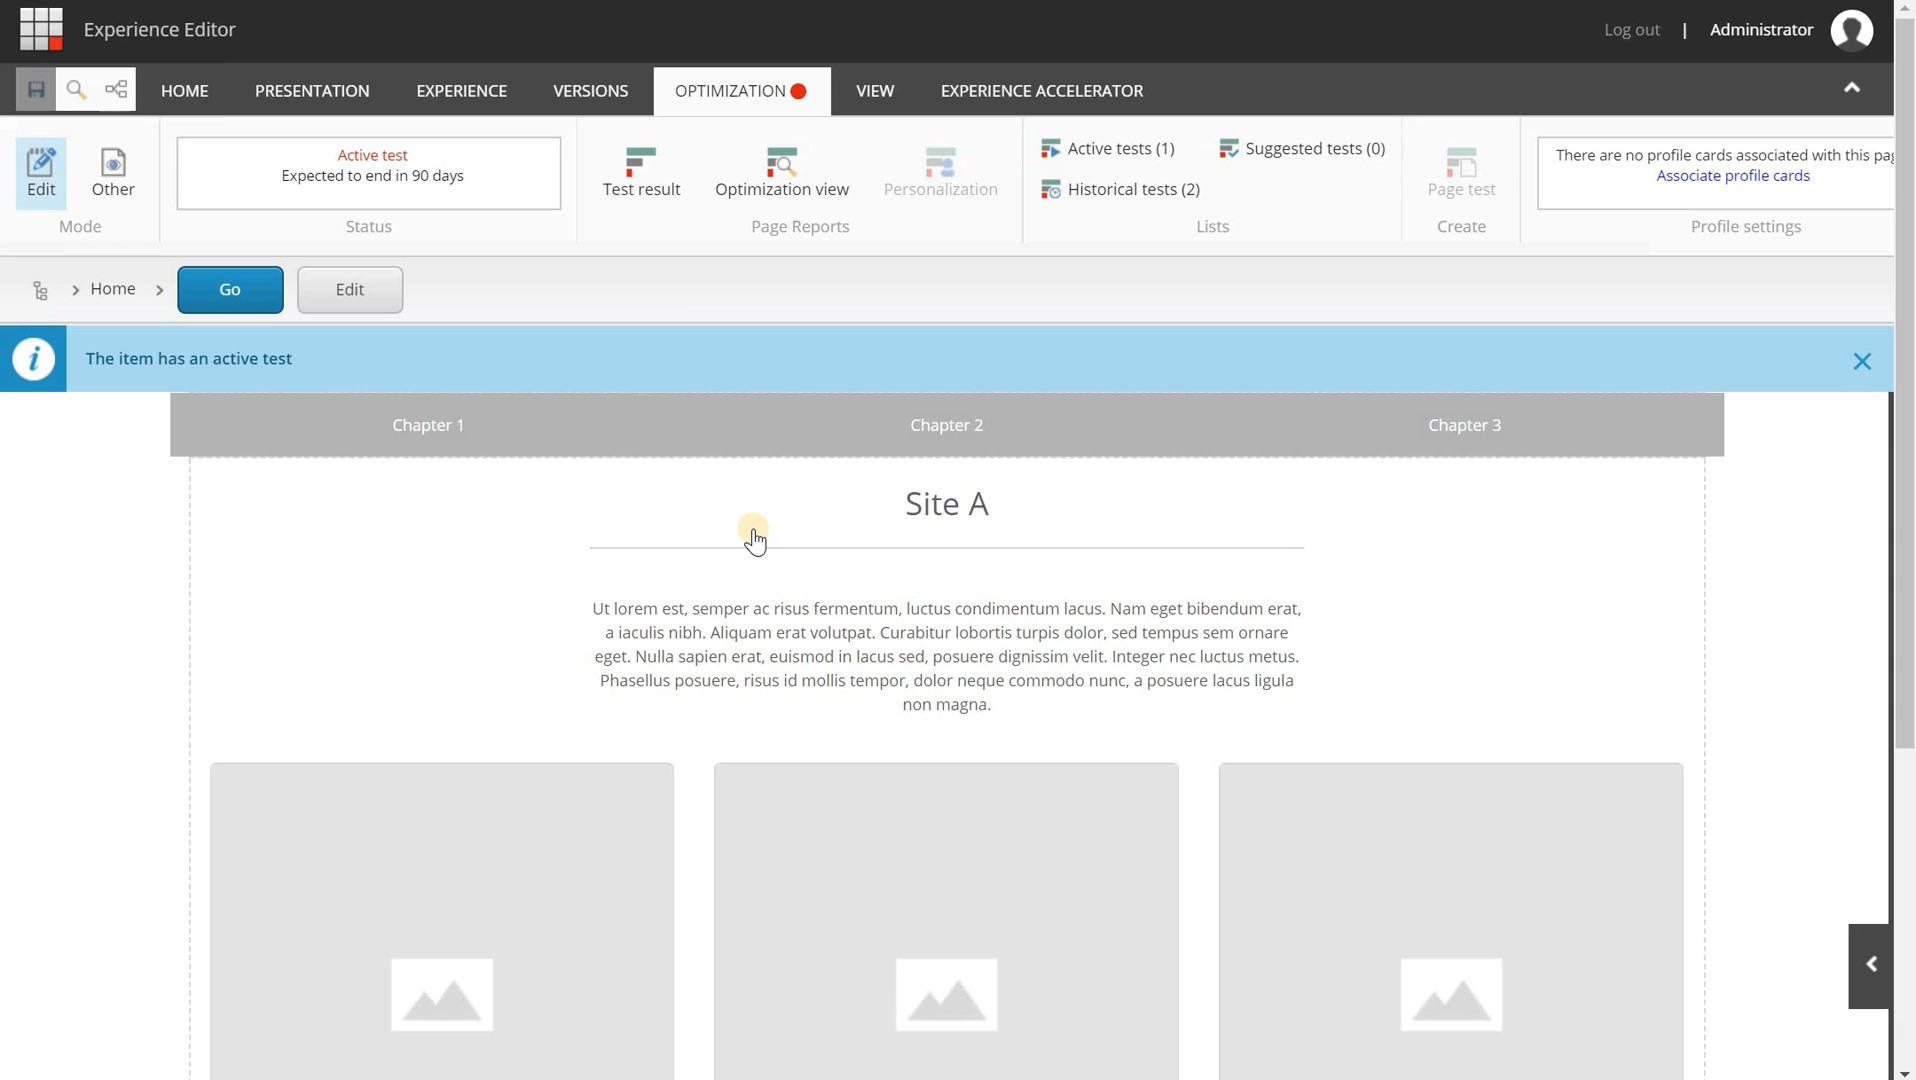 Experience Editor
Log out | Administrator
HOME PRESENTATION EXPERIENCE VERSIONS OPTIMIZATION VIEW EXPERIENCE ACCELERATOR
Edit
Other
Mode
Active test
Expected to end in 90 days
Status
Test result
Optimization view
Personalization
Page Reports
Active tests (1)
Suggested tests (0)
Historical tests (2)
Lists
Page test
Create
There are no profile cards associated with this pag
Associate profile cards
Profile settings
Home
Go
Edit
i The item has an active test
Chapter 1 Chapter 2 Chapter 3
Site A
Ut lorem est, semper ac risus fermentum, luctus condimentum lacus. Nam eget bibendum erat,
a iaculis nibh. Aliquam erat volutpat. Curabitur lobortis turpis dolor, sed tempus sem ornare
eget. Nulla sapien erat, euismod in lacus sed, posuere dignissim velit. Integer nec luctus metus.
Phasellus posuere, risus id mollis tempor, dolor neque commodo nunc, a posuere lacus ligula
non magna.